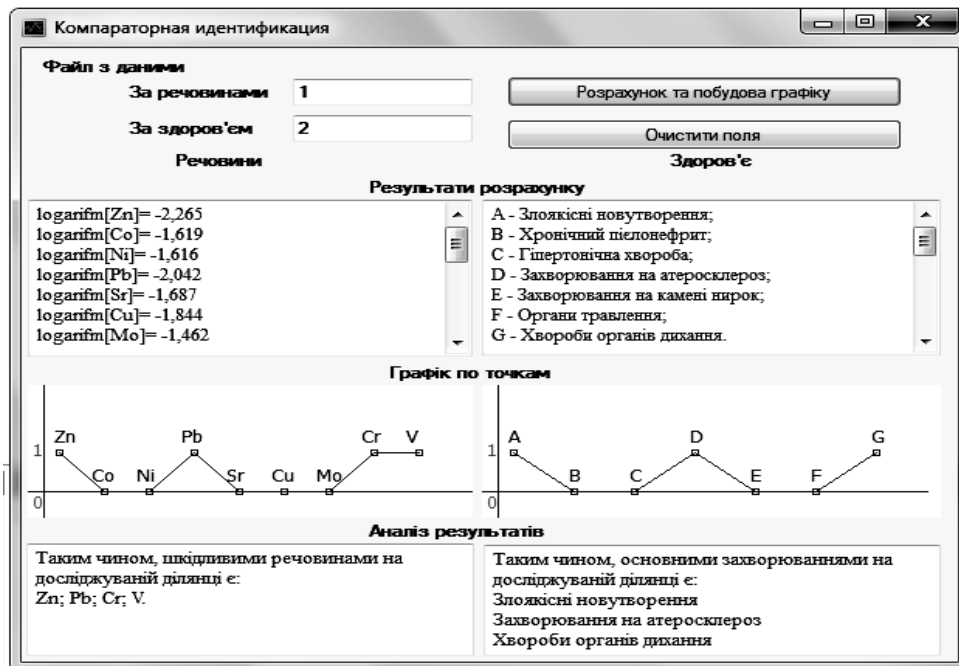 Компараторная идентификация
Файл з даними
За речовинами 1
Розрахунок та побудова графіку
За здоров'єм 2
Очистити поля
Речовини Здоров'є
Результати розрахунку
logarifm[Zn]= -2,265
logarifm[Co]= -1,619
logarifm[Ni]= -1,616
logarifm[Pb]= -2,042
logarifm[Sr]= -1,687
logarifm[Cu]= -1,844
logarifm[Mo]= -1,462
A - Злоякісні новутворення;
B - Хронічний пієлонефрит;
C - Гіпертонічна хвороба;
D - Захворювання на атеросклероз;
E - Захворювання на камені нирок;
F - Органи травлення;
G - Хвороби органів дихання.
Графік по точкам
Zn Pb Cr V
1
Co Ni Sr Cu Mo
0
A D G
1
B C E F
0
Аналіз результатів
Таким чином, шкідливими речовинами на
досліджуваній ділянці є:
Zn; Pb; Cr; V.
Таким чином, основними захворюваннями на
досліджуваній ділянці є:
Злоякісні новутворення
Захворювання на атеросклероз
Хвороби органів дихання